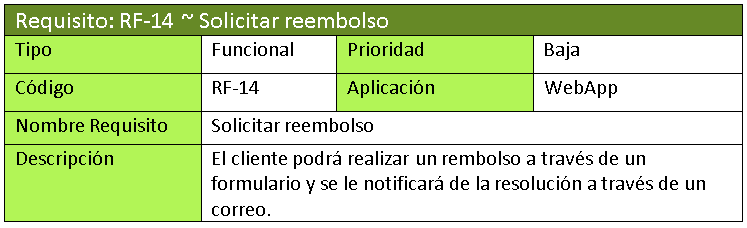 Requisito: RF-14 ~ Solicitar reembolso
Tipo Funcional Prioridad Baja
Código RF-14 Aplicación WebApp
Nombre Requisito Solicitar reembolso
Descripción El cliente podrá realizar un rembolso a través de un
formulario y se le notificará de la resolución a través de un
correo.